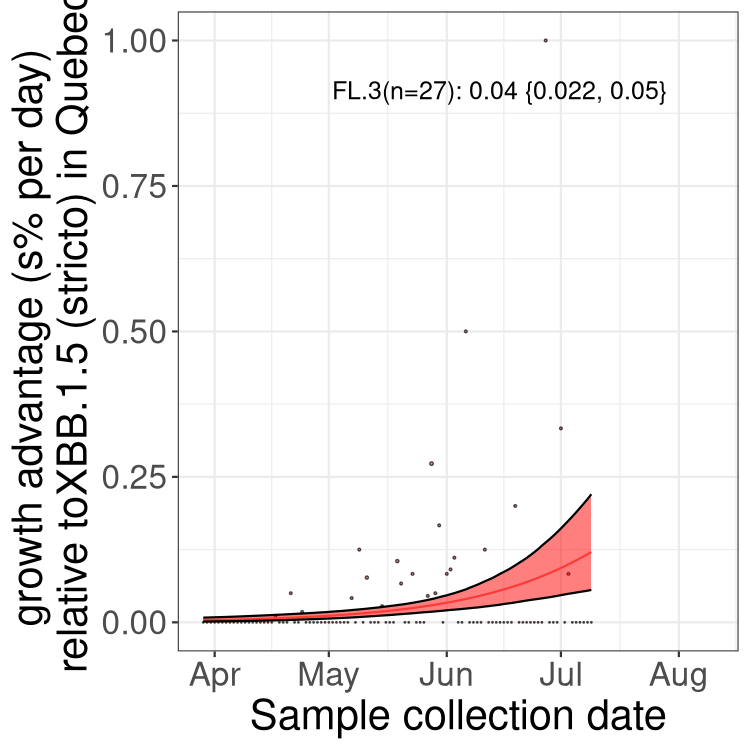 growth advantage (s% per day)
relative toXBB.1.5 (stricto) in Quebec
1.00
0.75
0.50
0.25
0.00
FL.3(n=27): 0.04 {0.022, 0.05}
Apr May Jun Jul Aug
Sample collection date